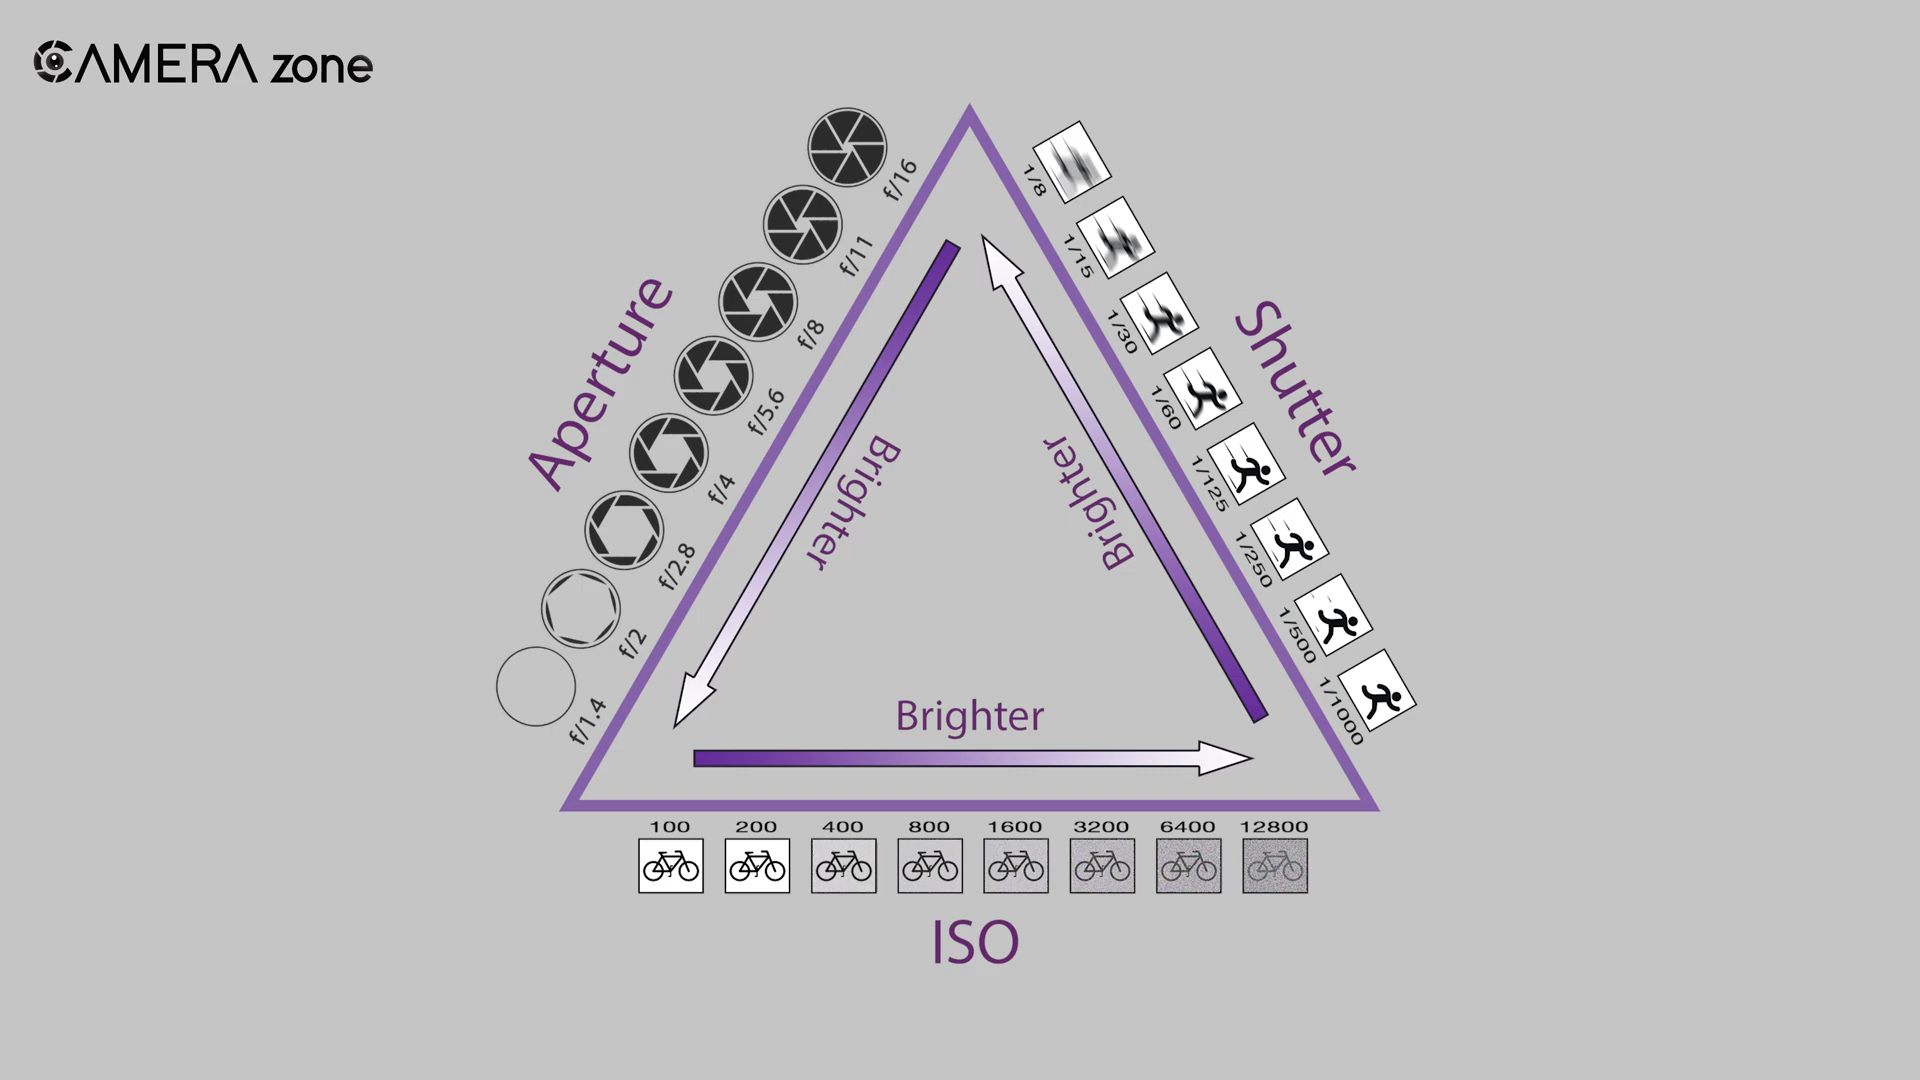 CAMERA zone
Aperture
f/16
f/11
f/8
f/5.6
f/4
f/2.8
f/2
f/1.4
Shutter
1/8
1/15
1/30
1/60
1/125
1/250
1/500
1/1000
Brighter
Brighter
Brighter
100 200 400 800 1600 3200 6400 12800
ISO